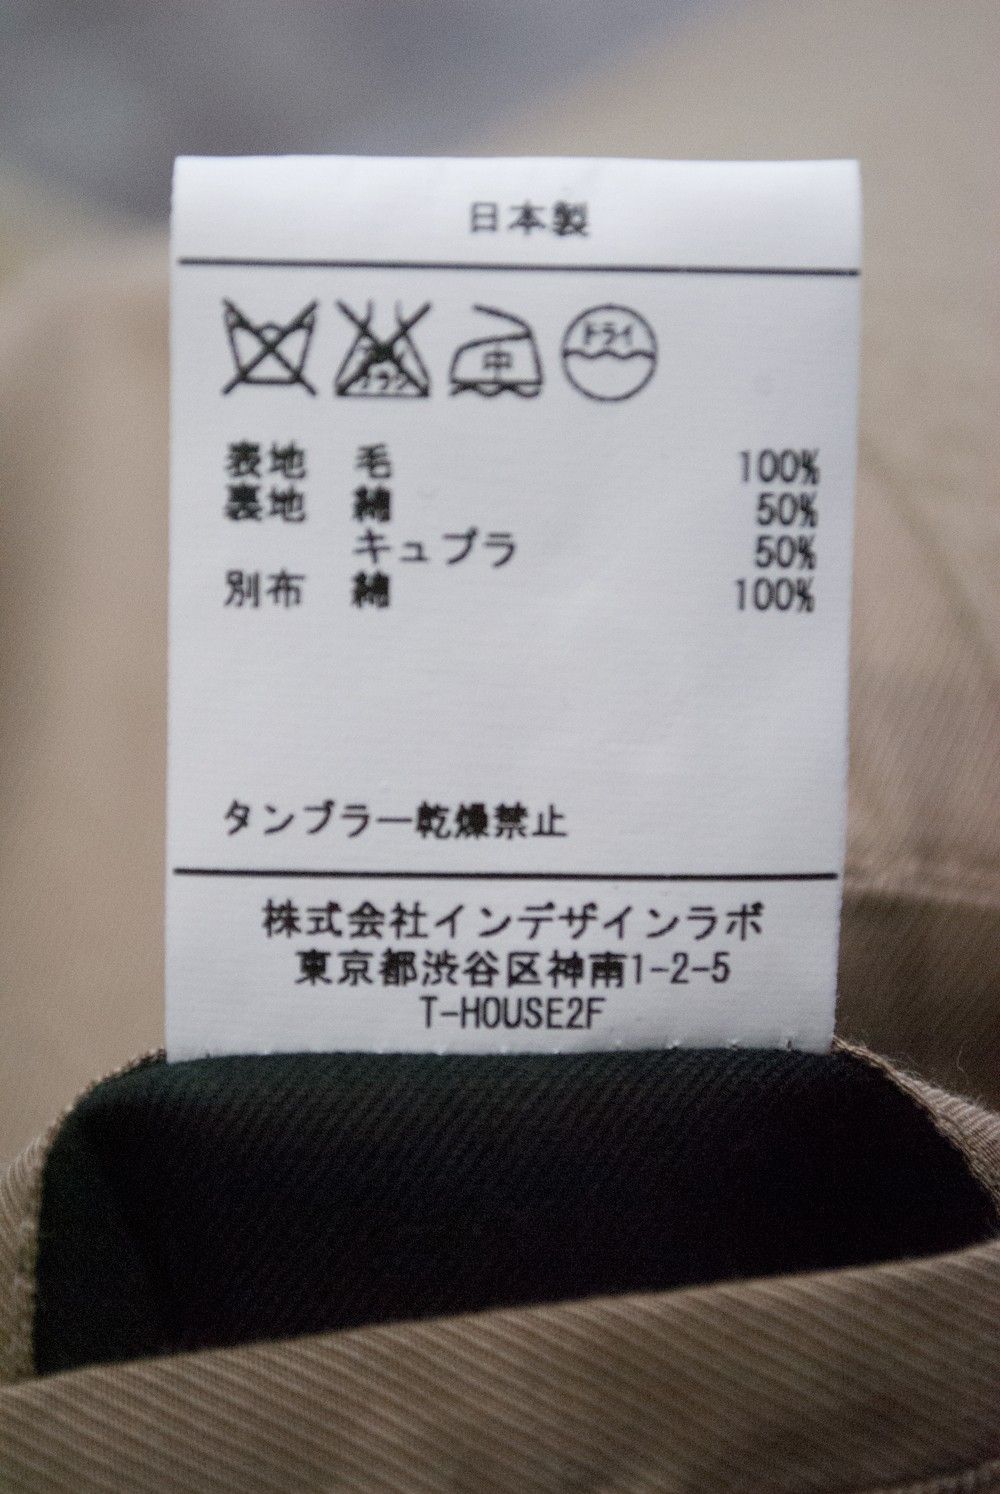 日本製
中 ドライ
表地 毛 100%
裏地 綿 50%
キュプラ 50%
別布 綿 100%
タンブラー乾燥禁止
株式会社インデザインラボ
東京都渋谷区神南1-2-5
T-HOUSE2F